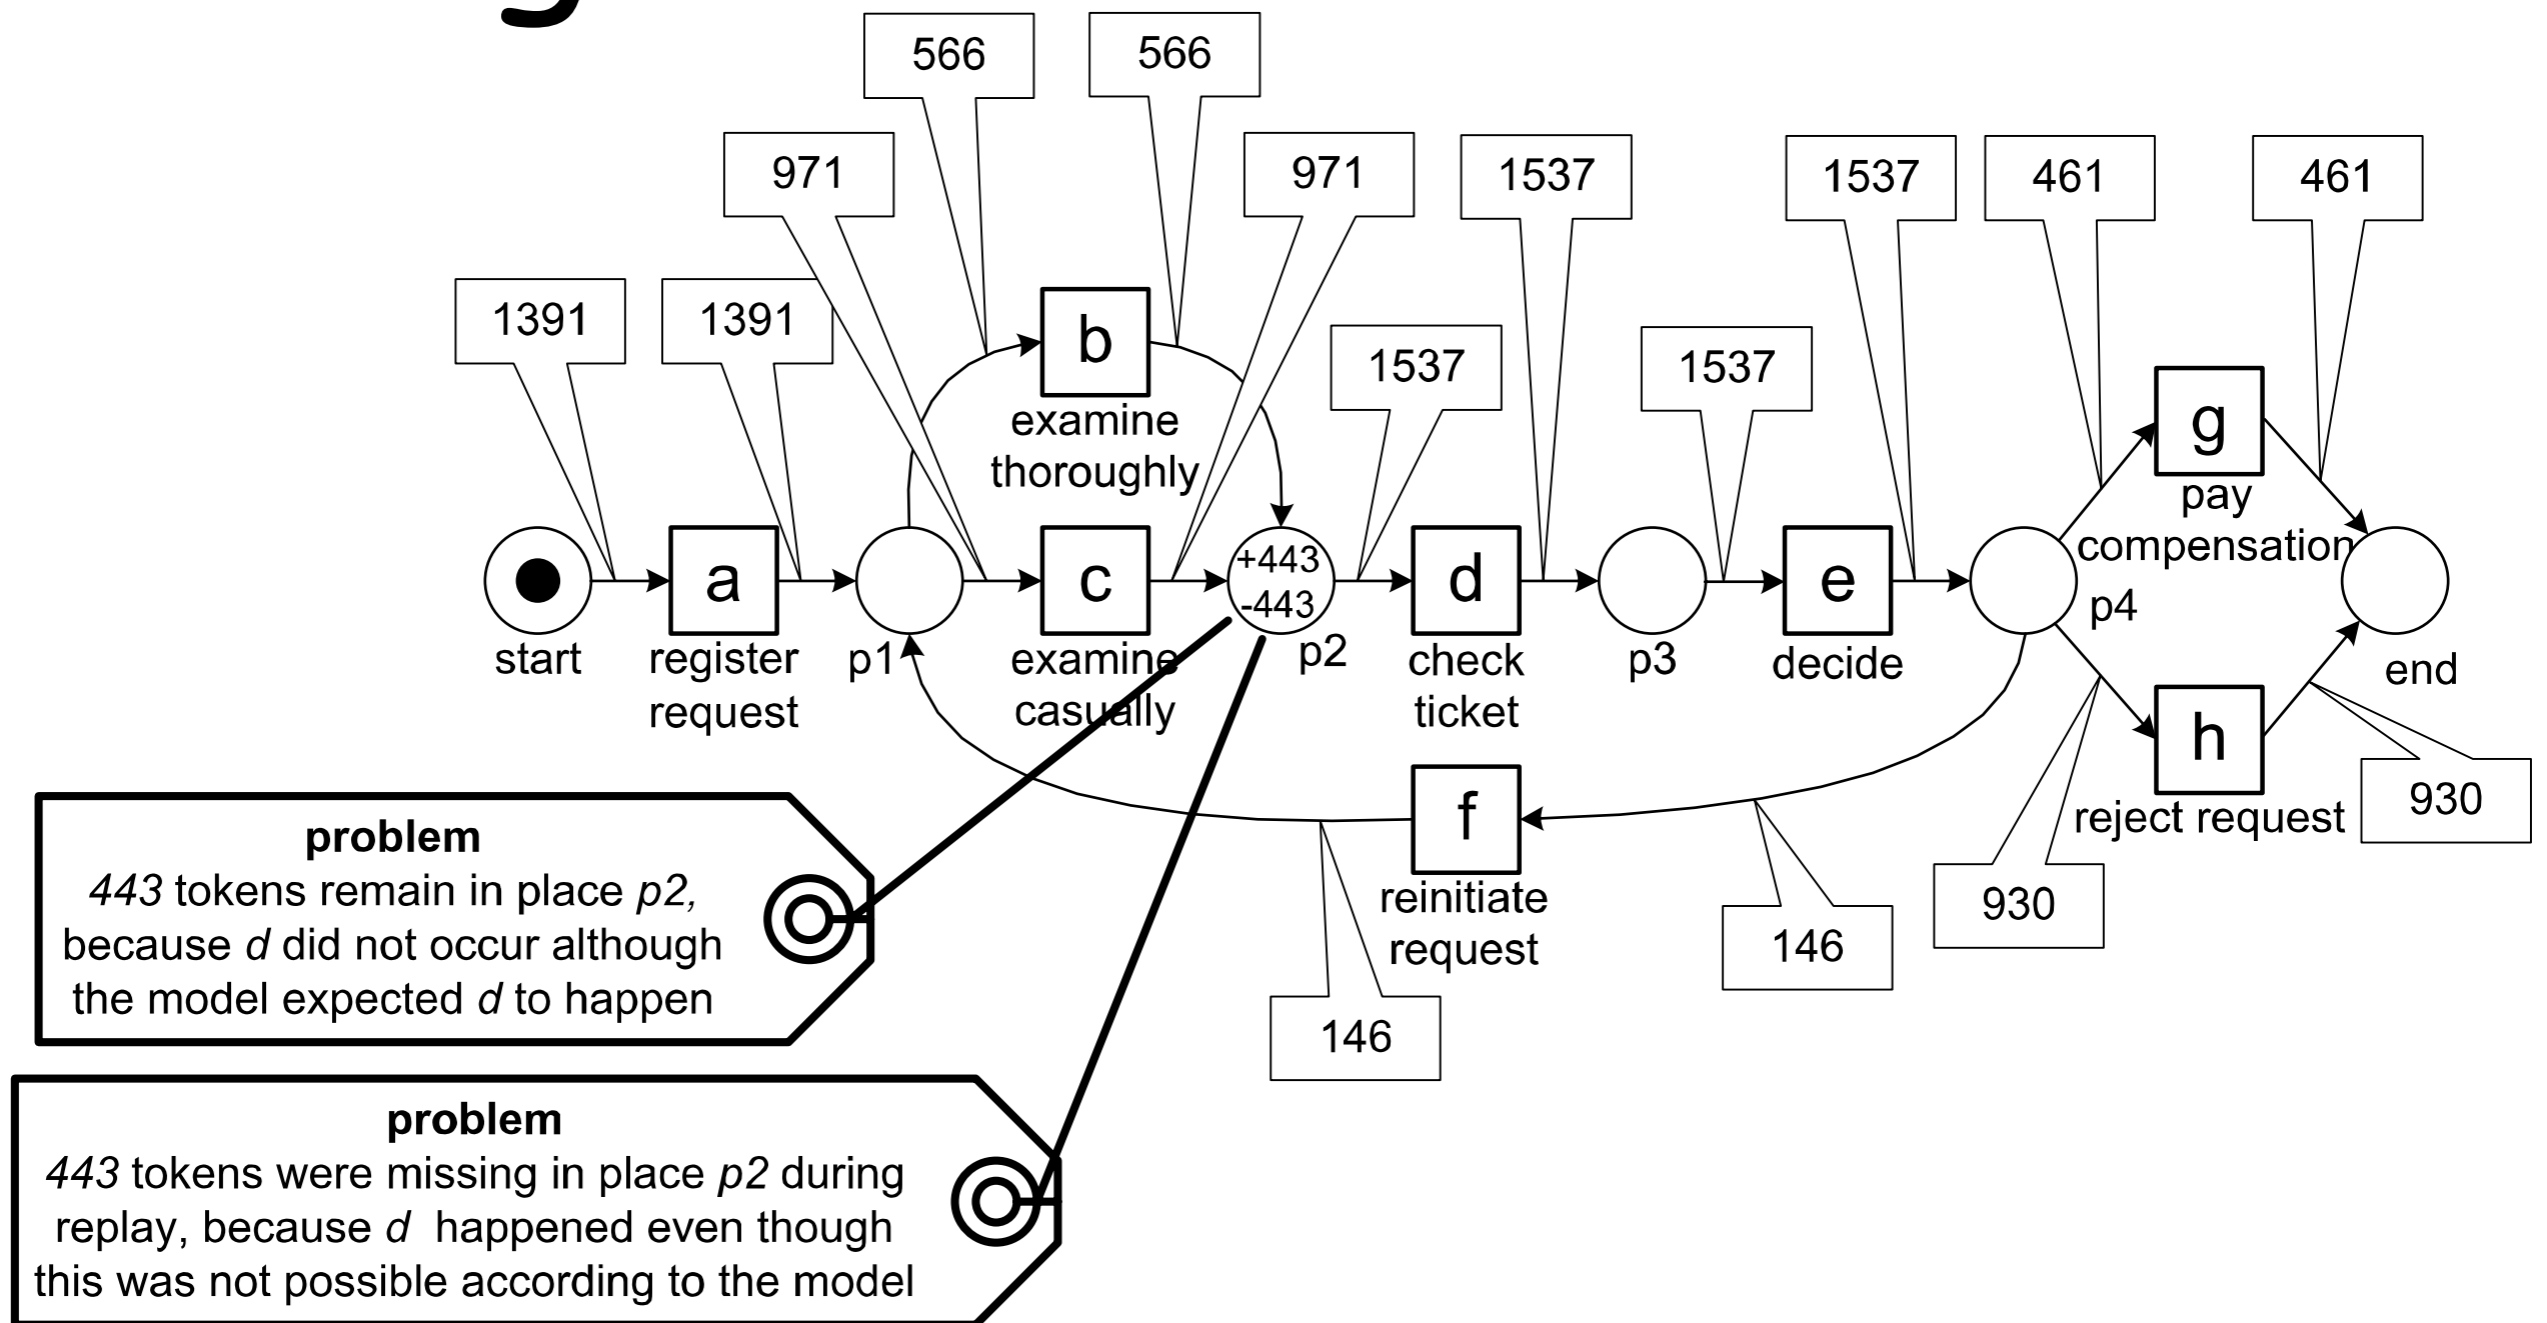 566
566
971
971
1537
1537
461
461
1391
1391
b
examine
thoroughly
1537
1537
g
pay
compensation
start
a
register
request
p1
c
examine
casually
+443
-443
p2
d
check
ticket
p3
e
decide
p4
end
h
reject request
930
930
f
reinitiate
request
146
146
problem
443 tokens remain in place p2,
because d did not occur although
the model expected d to happen
problem
443 tokens were missing in place p2 during
replay, because d happened even though
this was not possible according to the model